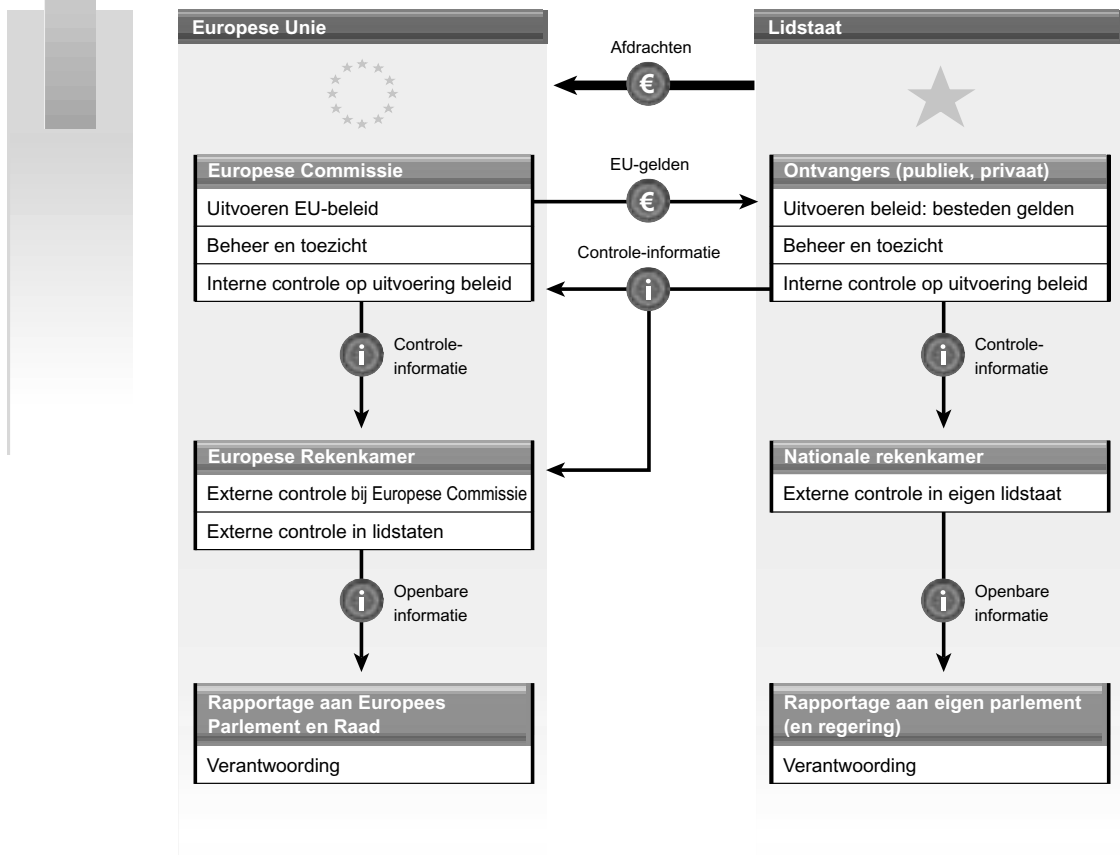 Europese Unie
Europese Commissie
Uitvoeren EU-beleid
Beheer en toezicht
Interne controle op uitvoering beleid
Controle-
informatie
Europese Rekenkamer
Externe controle bij Europese Commissie
Externe controle in lidstaten
Openbare
informatie
Rapportage aan Europees
Parlement en Raad
Verantwoording
Afdrachten
€
EU-gelden
€
Controle-informatie
i
i
i
Lidstaat
Ontvangers (publiek, privaat)
Uitvoeren beleid: besteden gelden
Beheer en toezicht
Interne controle op uitvoering beleid
i
Controle-
informatie
Nationale rekenkamer
Externe controle in eigen lidstaat
i
Openbare
informatie
Rapportage aan eigen parlement
(en regering)
Verantwoording